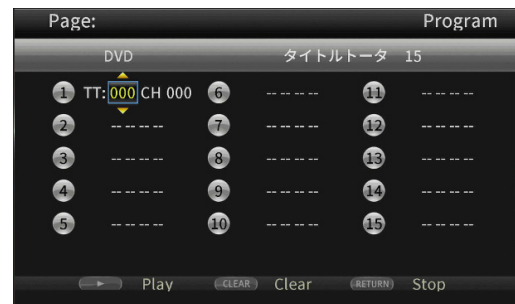 Page: Program
DVD タイトルトータ 15
1 TT:000 CH 000 6 -- -- -- -- 11 -- -- -- --
2 -- -- -- -- 7 -- -- -- -- 12 -- -- -- --
3 -- -- -- -- 8 -- -- -- -- 13 -- -- -- --
4 -- -- -- -- 9 -- -- -- -- 14 -- -- -- --
5 -- -- -- -- 10 -- -- -- -- 15 -- -- -- --
Play CLEAR Clear RETURN Stop